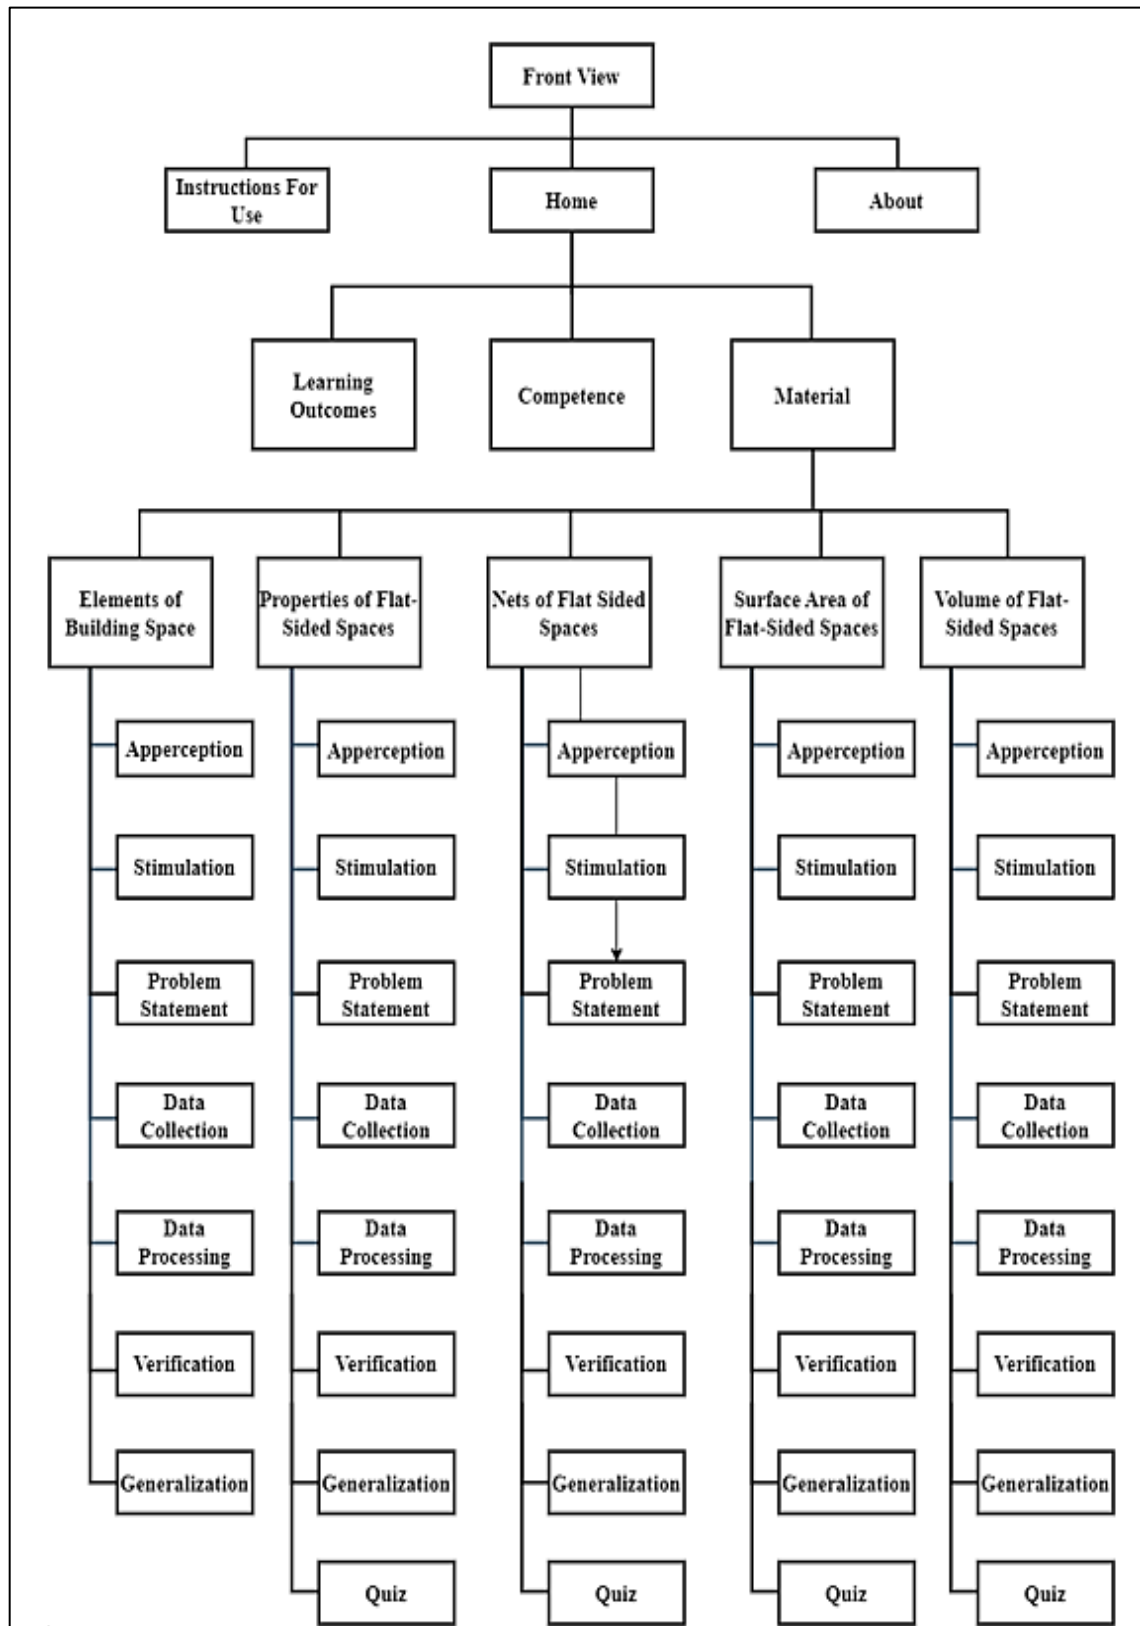 Front View
Instructions For
Use
Home
About
Learning
Outcomes
Competence
Material
Elements of
Building Space
Properties of Flat-
Sided Spaces
Nets of Flat Sided
Spaces
Surface Area of
Flat-Sided Spaces
Volume of Flat-
Sided Spaces
Apperception
Apperception
Apperception
Apperception
Apperception
Stimulation
Stimulation
Stimulation
Stimulation
Stimulation
Problem
Statement
Problem
Statement
Problem
Statement
Problem
Statement
Problem
Statement
Data
Collection
Data
Collection
Data
Collection
Data
Collection
Data
Collection
Data
Processing
Data
Processing
Data
Processing
Data
Processing
Data
Processing
Verification
Verification
Verification
Verification
Verification
Generalization
Generalization
Generalization
Generalization
Generalization
Quiz
Quiz
Quiz
Quiz